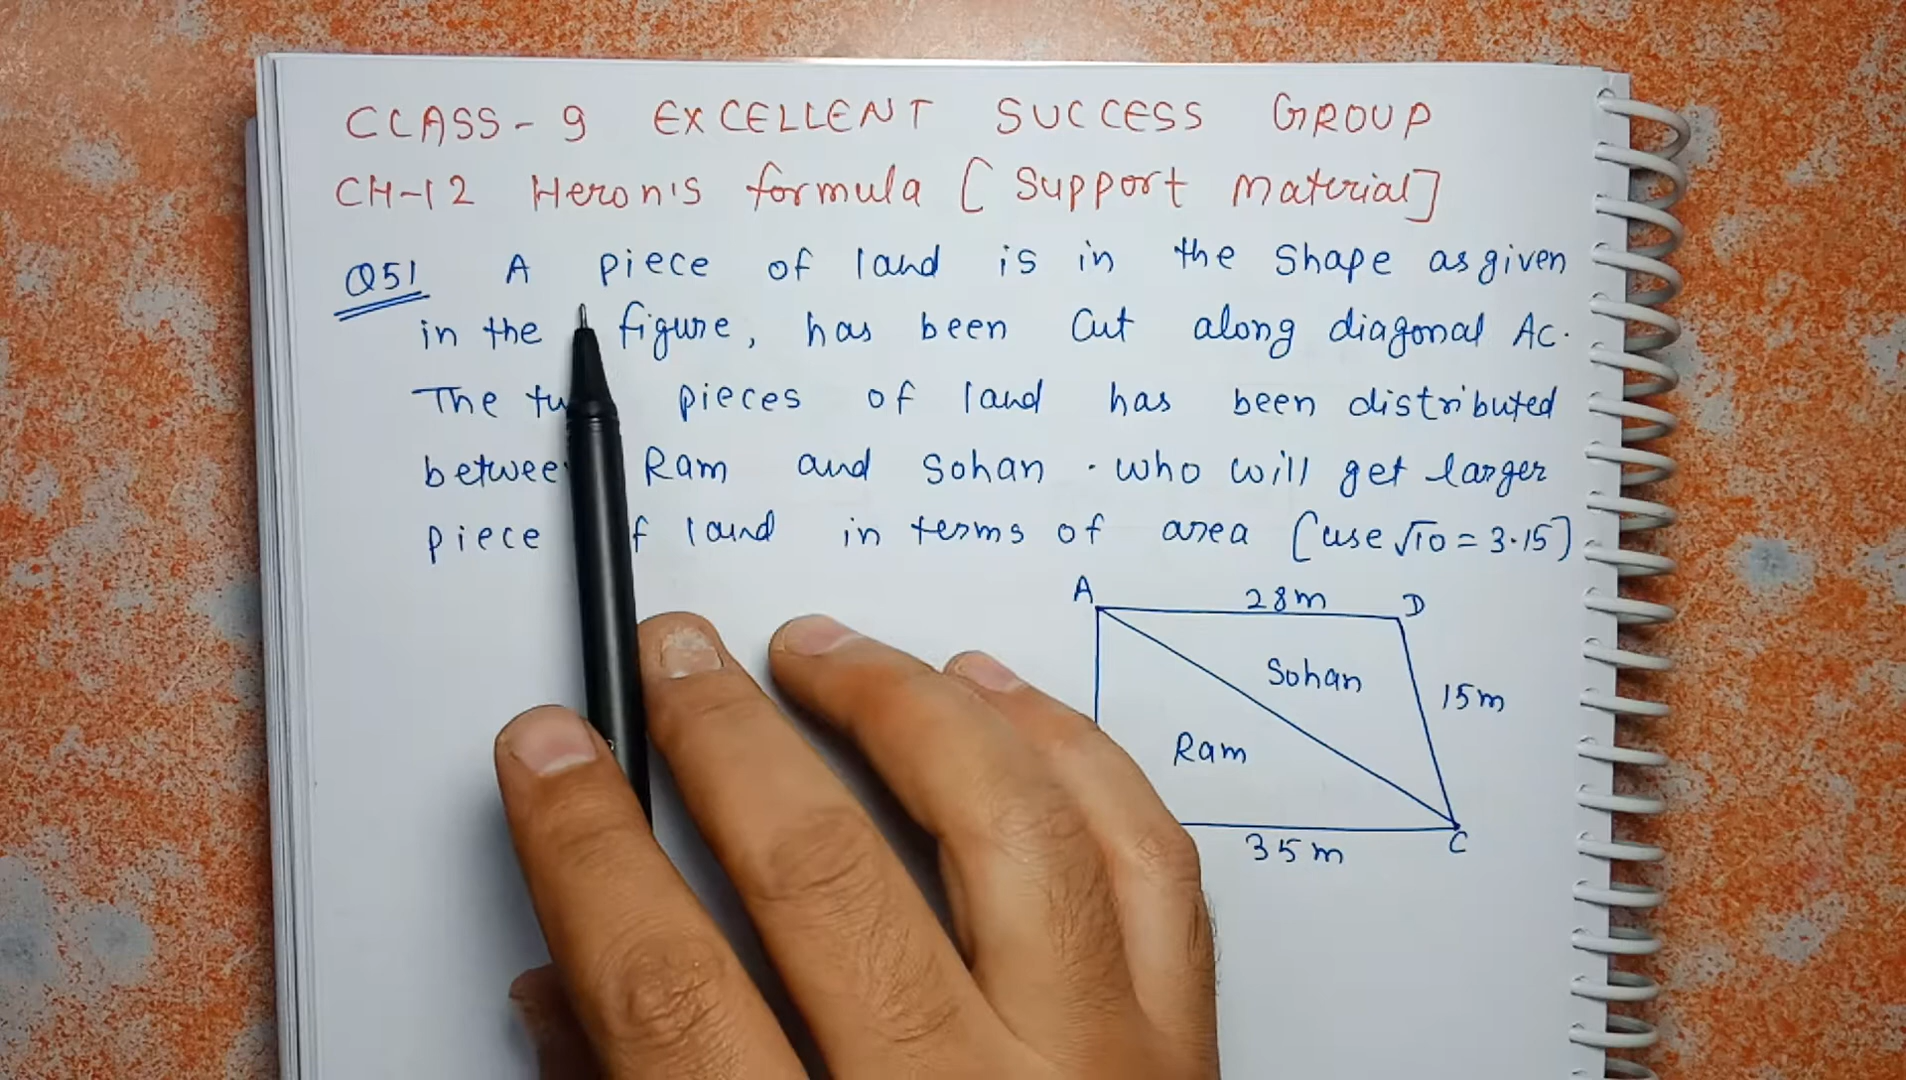 CLASS - 9 EXCELLENT SUCCESS GROUP
CH-12 Heron's formula [ Support Material]
Q51 A piece of land is in the shape as given
in the figure, has been cut along diagonal AC.
The pieces of land has been distributed
Ram and Sohan . who will get larger
piece land in terms of area (use √10 = 3.15)
A 28m D
Sohan
15m
Ram
35m C